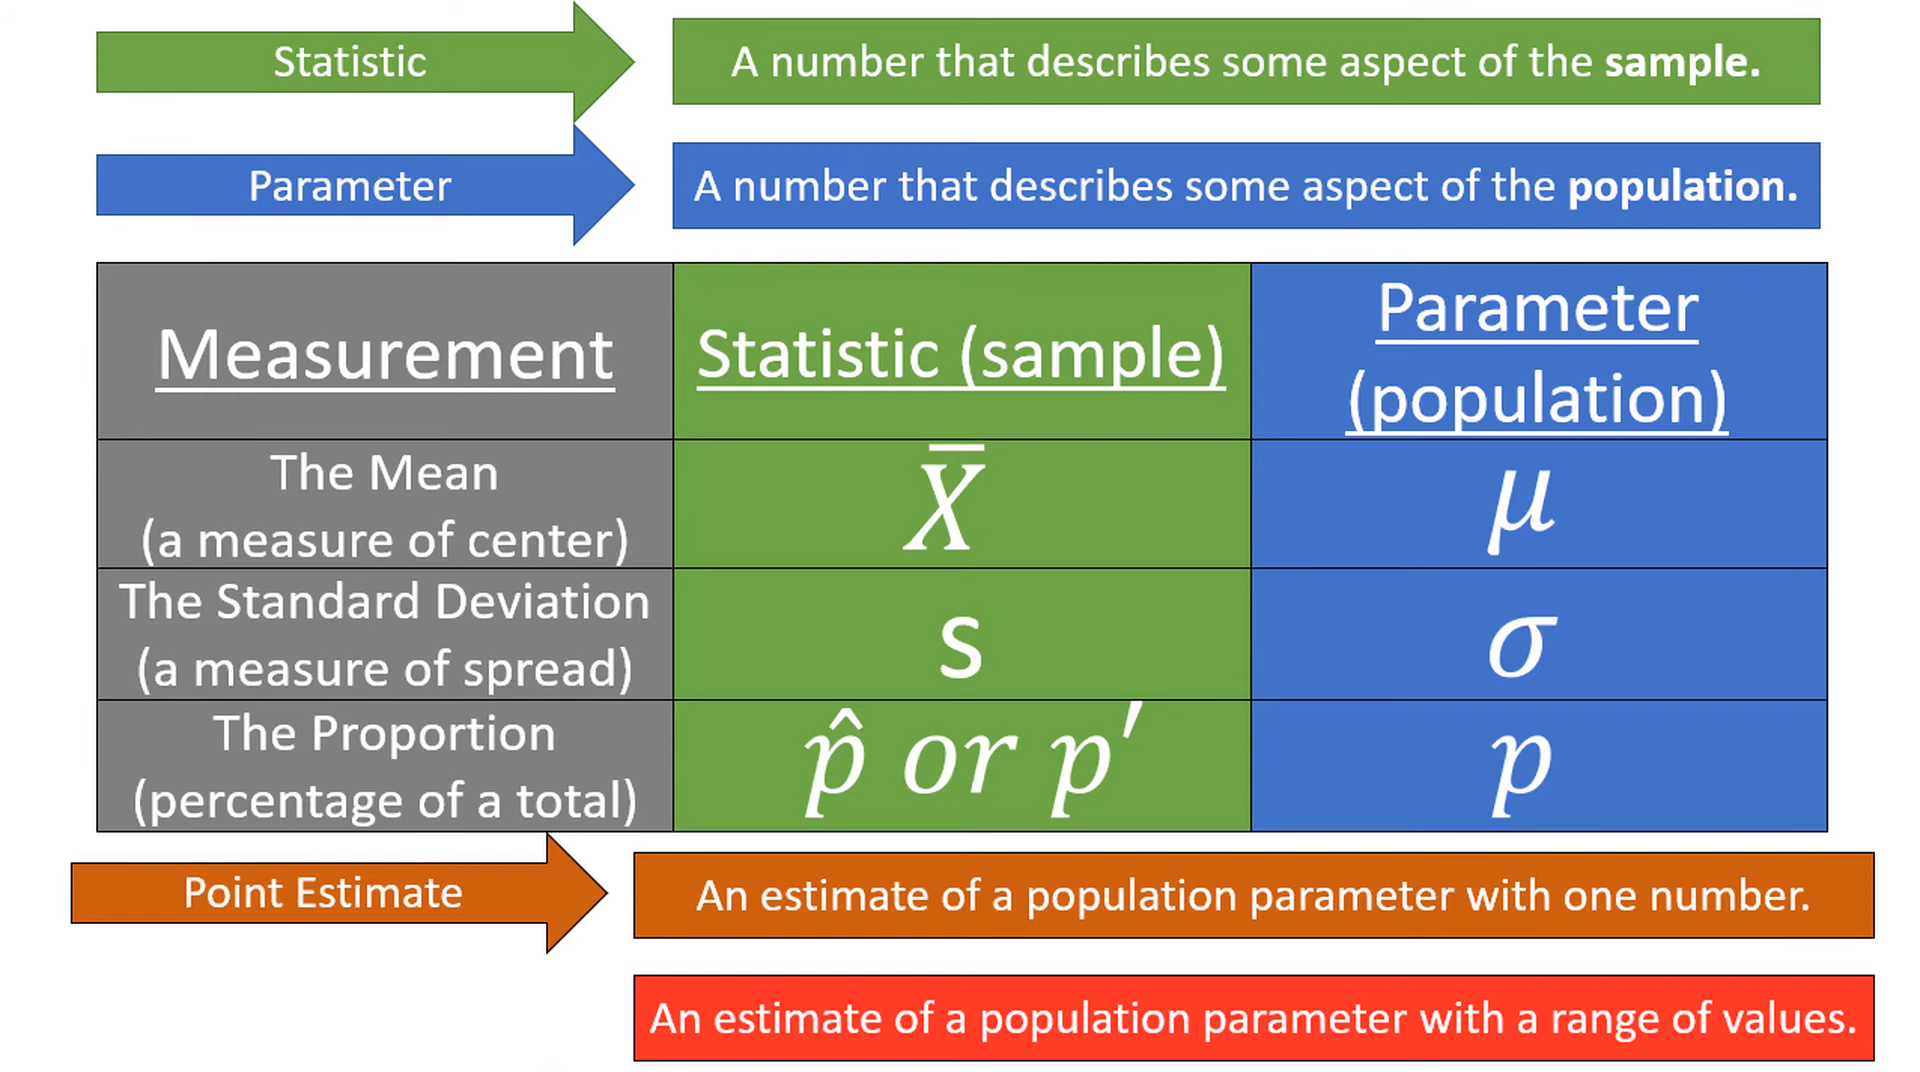 Statistic
A number that describes some aspect of the sample.
Parameter
A number that describes some aspect of the population.
Measurement
Statistic (sample)
Parameter
(population)
The Mean
(a measure of center)
X̄
μ
The Standard Deviation
(a measure of spread)
s
σ
The Proportion
(percentage of a total)
p̂ or p′
p
Point Estimate
An estimate of a population parameter with one number.
An estimate of a population parameter with a range of values.